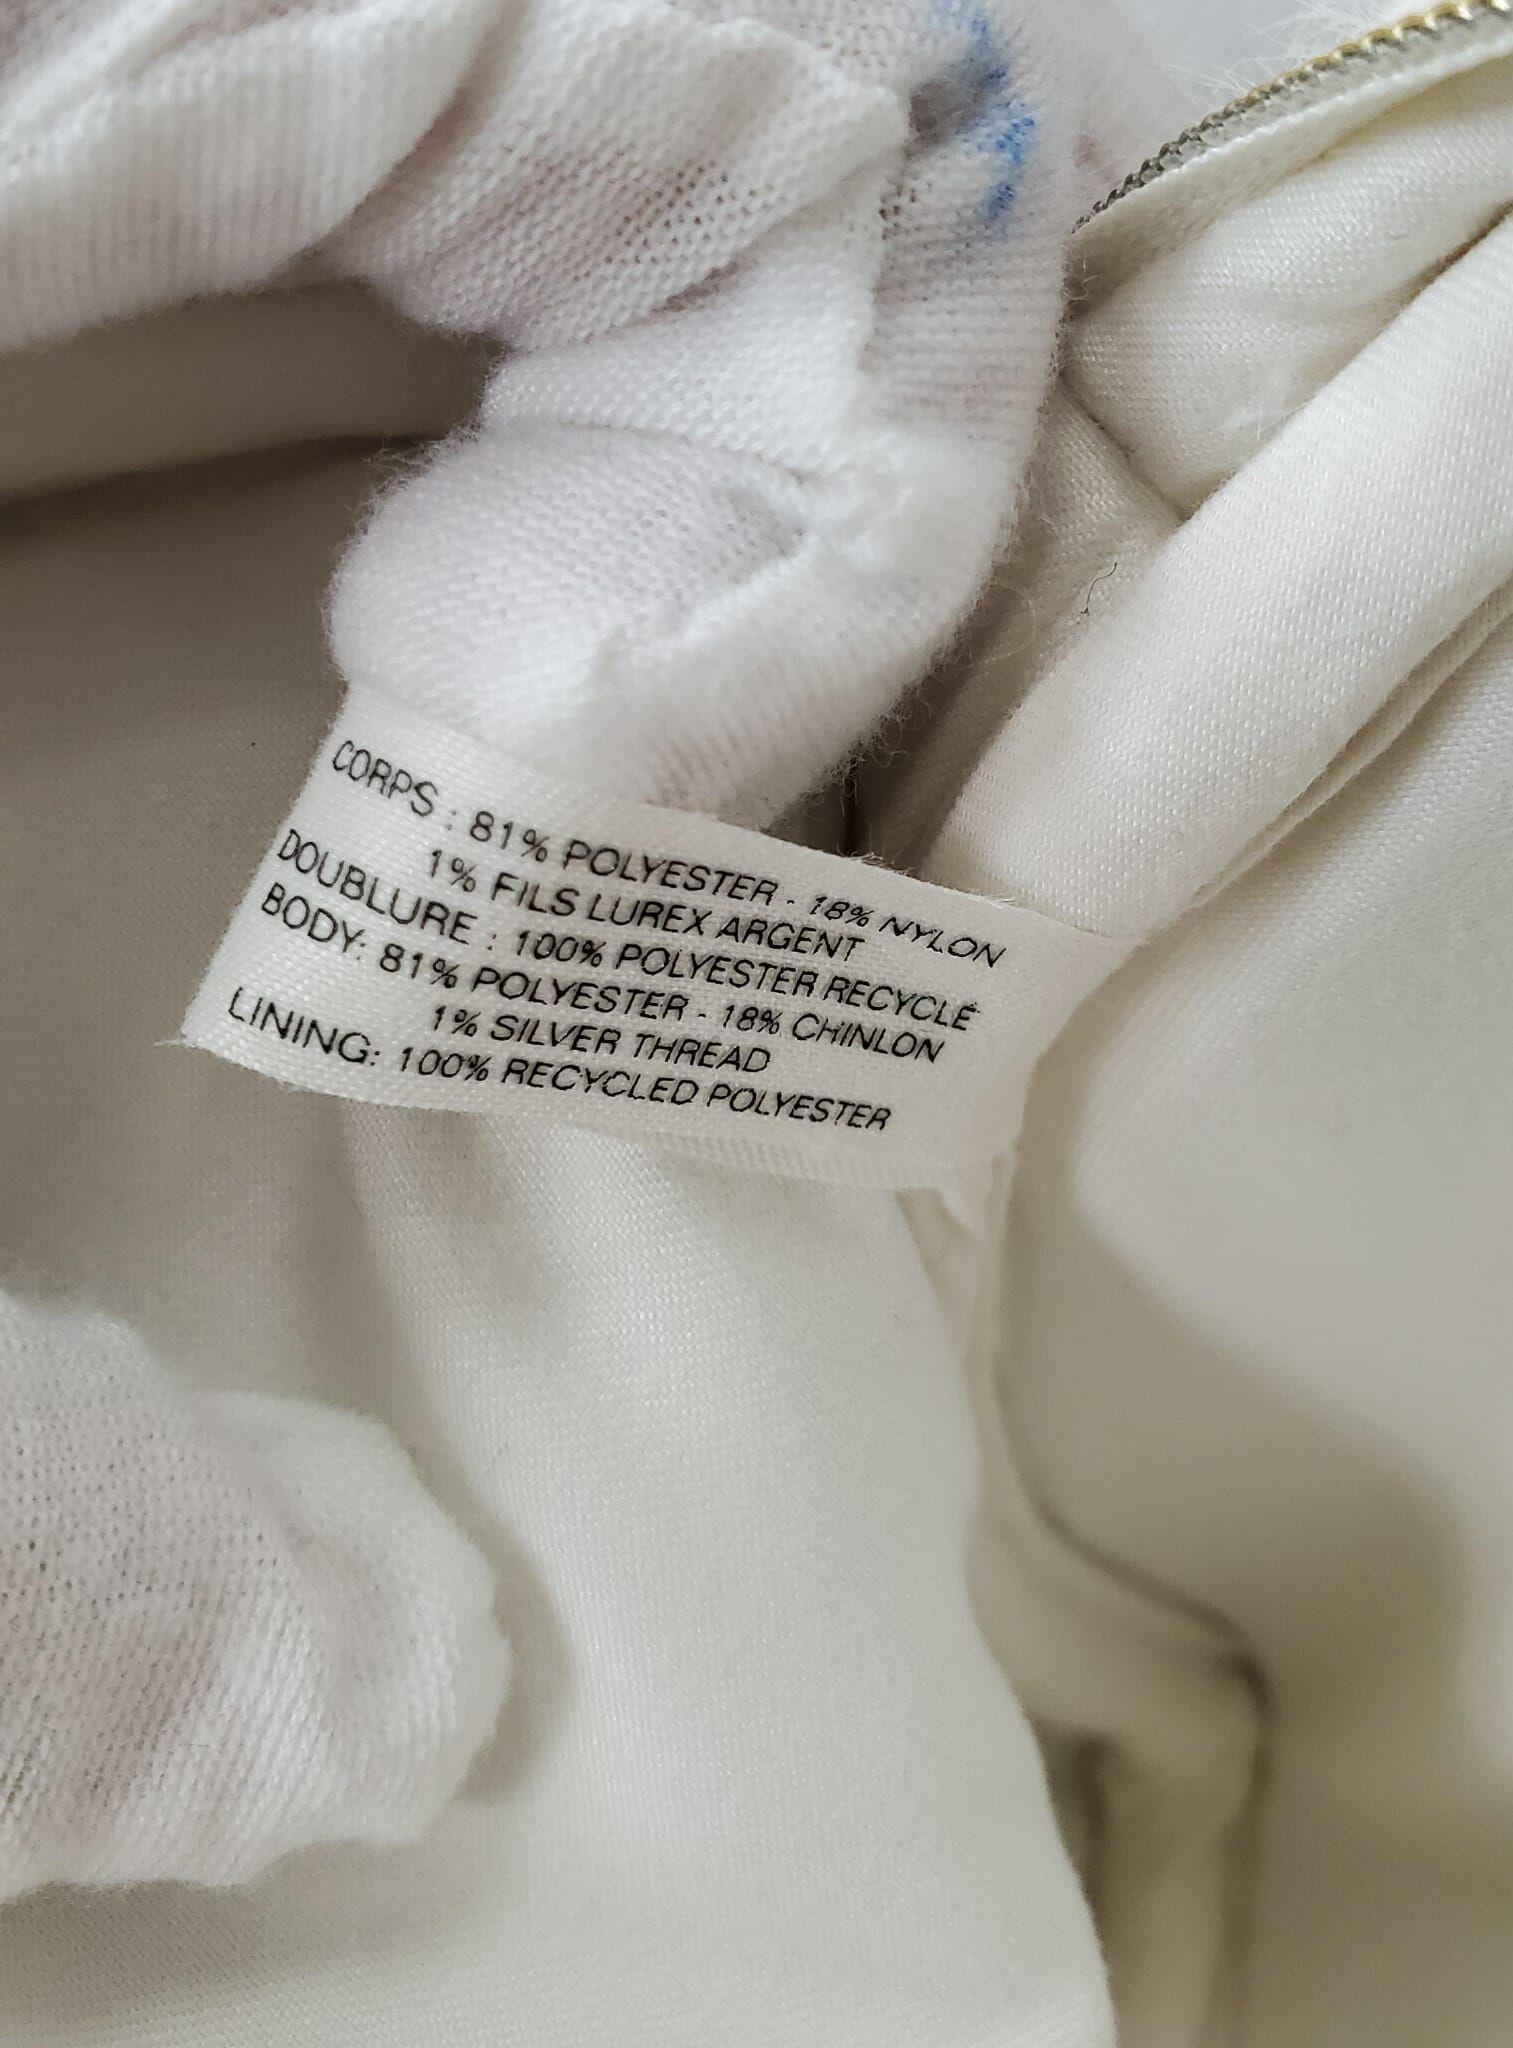 CORPS : 81% POLYESTER - 18% NYLON
1% FILS LUREX ARGENT
DOUBLURE : 100% POLYESTER RECYCLÉ
BODY: 81% POLYESTER - 18% CHINLON
1% SILVER THREAD
LINING: 100% RECYCLED POLYESTER